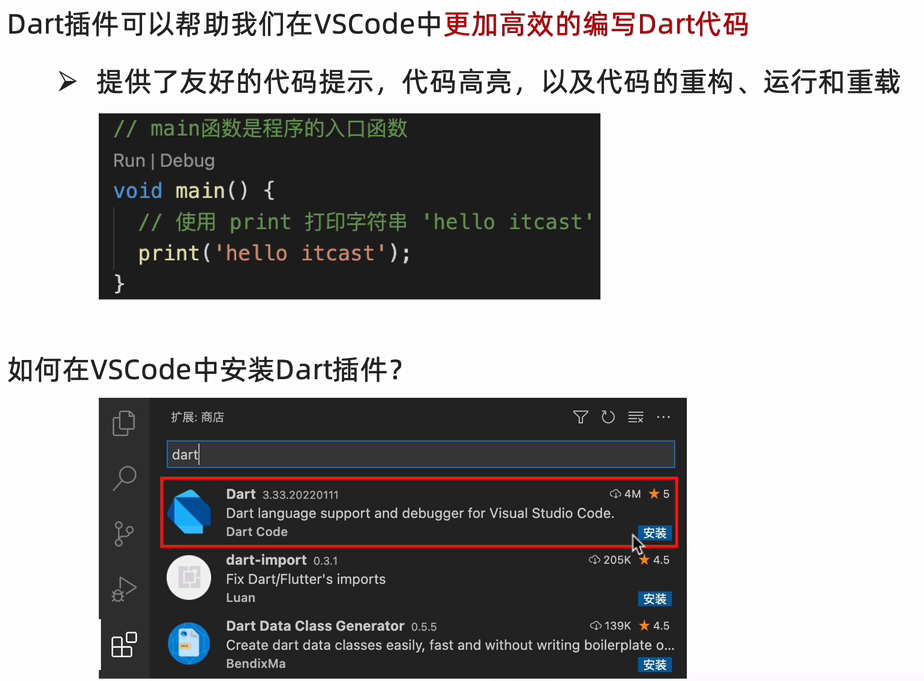 Dart插件可以帮助我们在VSCode中更加高效的编写Dart代码
➢ 提供了友好的代码提示，代码高亮，以及代码的重构、运行和重载
// main函数是程序的入口函数
Run | Debug
void main() {
// 使用 print 打印字符串 'hello itcast'
print('hello itcast');
}
如何在VSCode中安装Dart插件？
扩展: 商店
dart
Dart 3.33.20220111 4M ★ 5
Dart language support and debugger for Visual Studio Code.
Dart Code 安装
dart-import 0.3.1 205K ★ 4.5
Fix Dart/Flutter's imports
Luan 安装
Dart Data Class Generator 0.5.5 139K ★ 4.5
Create dart data classes easily, fast and without writing boilerplate o...
BendixMa 安装